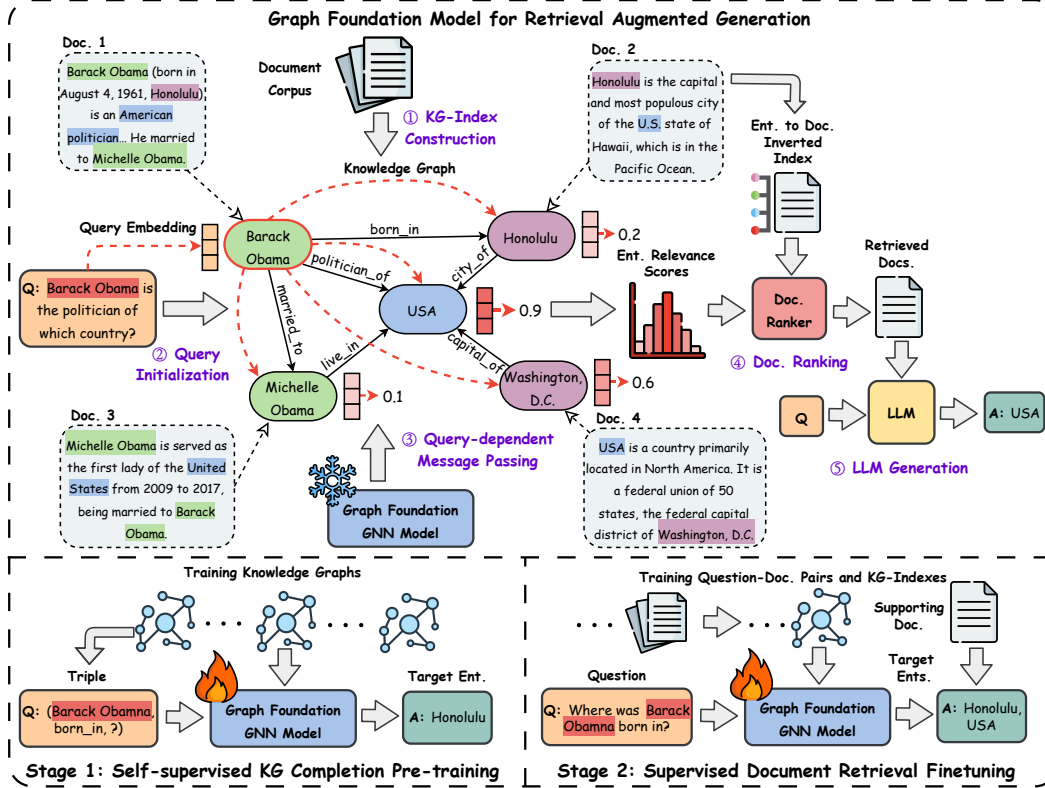 Graph Foundation Model for Retrieval Augmented Generation
Doc. 1
Barack Obama (born in
August 4, 1961, Honolulu)
is an American
politician... He married
to Michelle Obama.
Document
Corpus
① KG-Index
Construction
Knowledge Graph
Doc. 2
Honolulu is the capital
and most populous city
of the U.S. state of
Hawaii, which is in the
Pacific Ocean.
Ent. to Doc.
Inverted
Index
Query Embedding
Barack
Obama
born_in
Honolulu
0.2
politician_of
city_of
married_to
USA
0.9
live_in
capital_of
Michelle
Obama
0.1
Washington,
D.C.
0.6
Q: Barack Obama is
the politician of
which country?
② Query
Initialization
Ent. Relevance
Scores
Doc.
Ranker
Retrieved
Docs.
④ Doc. Ranking
Q
LLM
A: USA
⑤ LLM Generation
Doc. 3
Michelle Obama is served as
the first lady of the United
States from 2009 to 2017,
being married to Barack
Obama.
③ Query-dependent
Message Passing
Graph Foundation
GNN Model
Doc. 4
USA is a country primarily
located in North America. It is
a federal union of 50
states, the federal capital
district of Washington, D.C.
Training Knowledge Graphs
Triple
Q: (Barack Obamna,
born_in, ?)
Graph Foundation
GNN Model
Target Ent.
A: Honolulu
Stage 1: Self-supervised KG Completion Pre-training
Training Question-Doc. Pairs and KG-Indexes
Supporting
Doc.
Question
Q: Where was Barack
Obamna born in?
Graph Foundation
GNN Model
Target
Ents.
A: Honolulu,
USA
Stage 2: Supervised Document Retrieval Finetuning